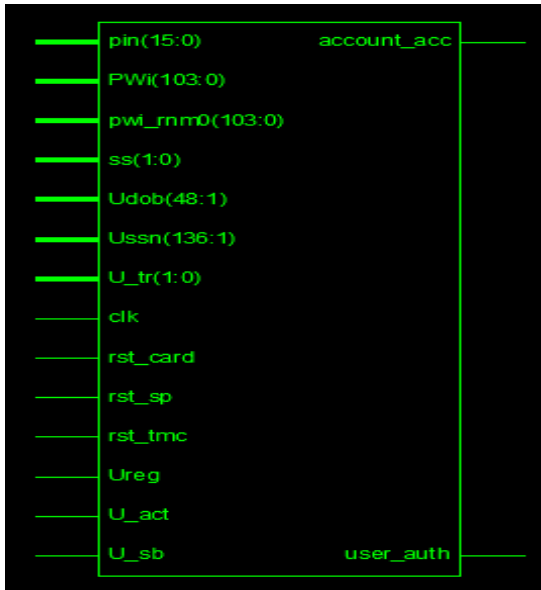 pin(15:0) account_acc
PWi(103:0)
pwi_rnm0(103:0)
ss(1:0)
Udob(48:1)
Ussn(136:1)
U_tr(1:0)
clk
rst_card
rst_sp
rst_tmc
Ureg
U_act
U_sb user_auth